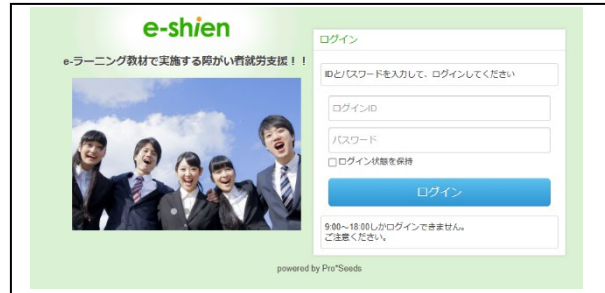 e-shien
e-ラーニング教材で実施する障がい者就労支援！！
ログイン
IDとパスワードを入力して、ログインしてください
ログインID
パスワード
ログイン状態を保持
ログイン
9:00～18:00しかログインできません。
ご注意ください。
powered by Pro*Seeds